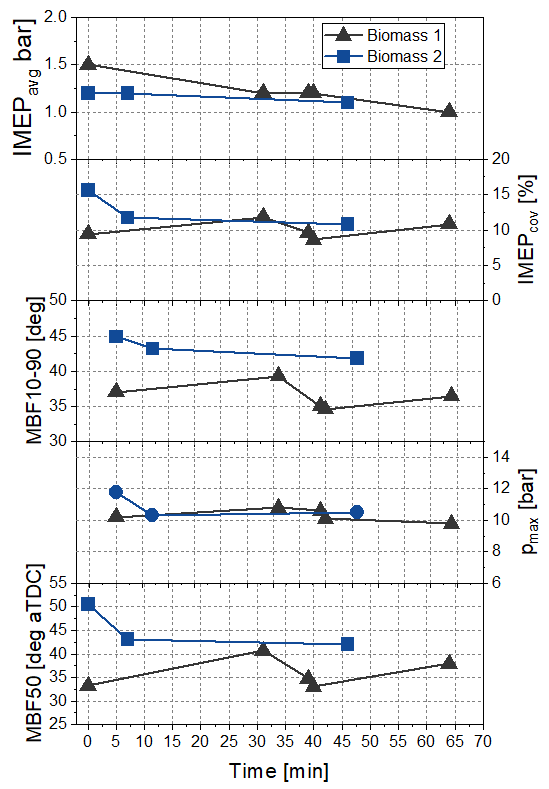 Biomass 1
Biomass 2
IMEPavg bar
2.0
1.5
1.0
0.5
IMEPcov [%]
20
15
10
5
0
MBF10-90 [deg]
50
45
40
35
30
pmax [bar]
14
12
10
8
6
MBF50 [deg aTDC]
55
50
45
40
35
30
25
0 5 10 15 20 25 30 35 40 45 50 55 60 65 70
Time [min]